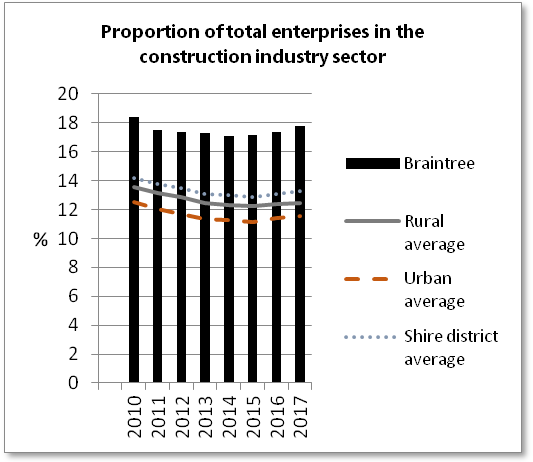 Proportion of total enterprises in the
construction industry sector
20
18
16
14
12
10
8
6
4
2
0
%
2010
2011
2012
2013
2014
2015
2016
2017
Braintree
Rural
average
Urban
average
Shire district
average